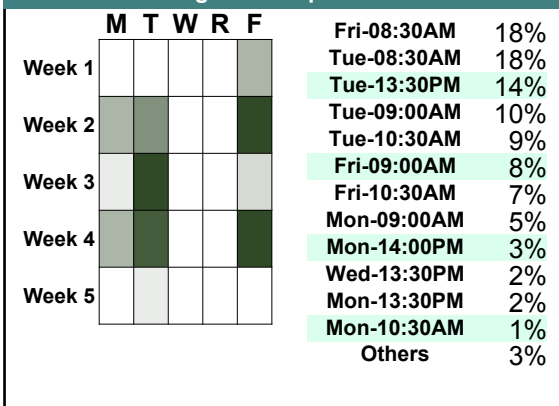 M T W R F
Week 1
Week 2
Week 3
Week 4
Week 5
Fri-08:30AM 18%
Tue-08:30AM 18%
Tue-13:30PM 14%
Tue-09:00AM 10%
Tue-10:30AM 9%
Fri-09:00AM 8%
Fri-10:30AM 7%
Mon-09:00AM 5%
Mon-14:00PM 3%
Wed-13:30PM 2%
Mon-13:30PM 2%
Mon-10:30AM 1%
Others 3%